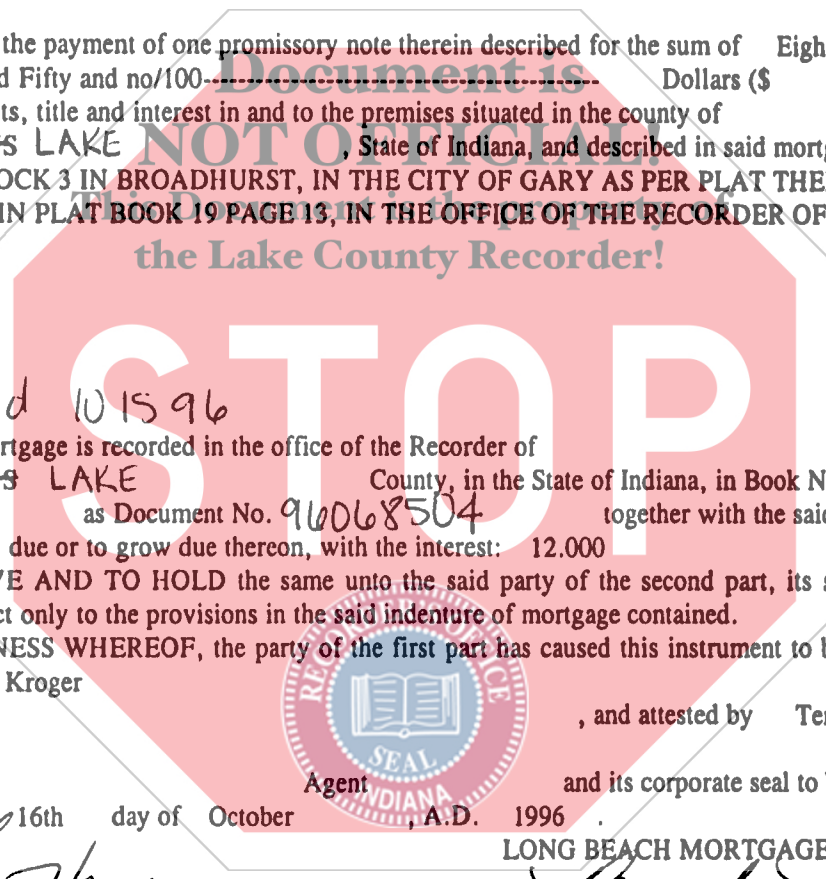 the payment of one promissory note therein described for the sum of Eigh
d Fifty and no/100------------------------------------------------ Dollars ($
Document is
ts, title and interest in and to the premises situated in the county of
S LAKE , State of Indiana, and described in said mortg
NOT OFFICIAL!
OCK 3 IN BROADHURST, IN THE CITY OF GARY AS PER PLAT THE
IN PLAT BOOK 19 PAGE 13, IN THE OFFICE OF THE RECORDER OF
This Document is the property of
the Lake County Recorder!
STOP
d 101596
rtgage is recorded in the office of the Recorder of
S LAKE County, in the State of Indiana, in Book N
as Document No. 96068504 together with the said
due or to grow due thereon, with the interest: 12.000
VE AND TO HOLD the same unto the said party of the second part, its s
ct only to the provisions in the said indenture of mortgage contained.
NESS WHEREOF, the party of the first part has caused this instrument to b
Kroger
, and attested by Te
RECORDER'S OFFICE
SEAL
INDIANA
Agent and its corporate seal to
16th day of October , A.D. 1996 .
LONG BEACH MORTGAGE